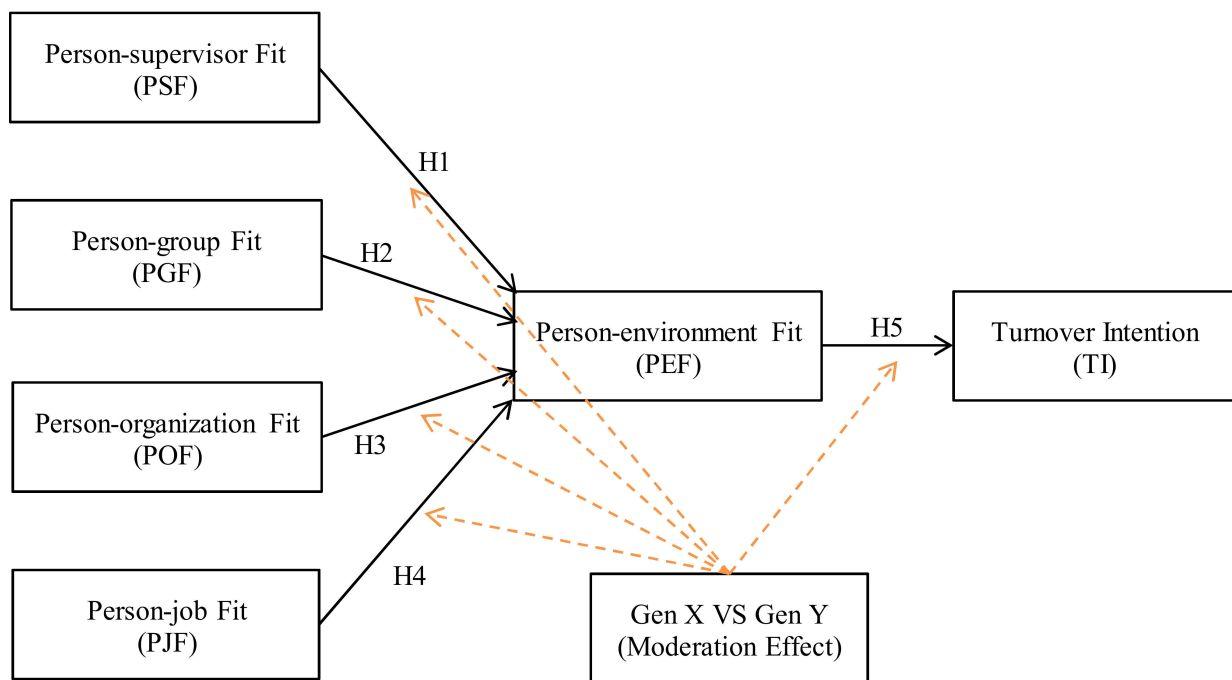 Person-supervisor Fit
(PSF)
H1
Person-group Fit
(PGF)
H2
Person-environment Fit
(PEF)
H5
Turnover Intention
(TI)
Person-organization Fit
(POF)
H3
H4
Person-job Fit
(PJF)
Gen X VS Gen Y
(Moderation Effect)